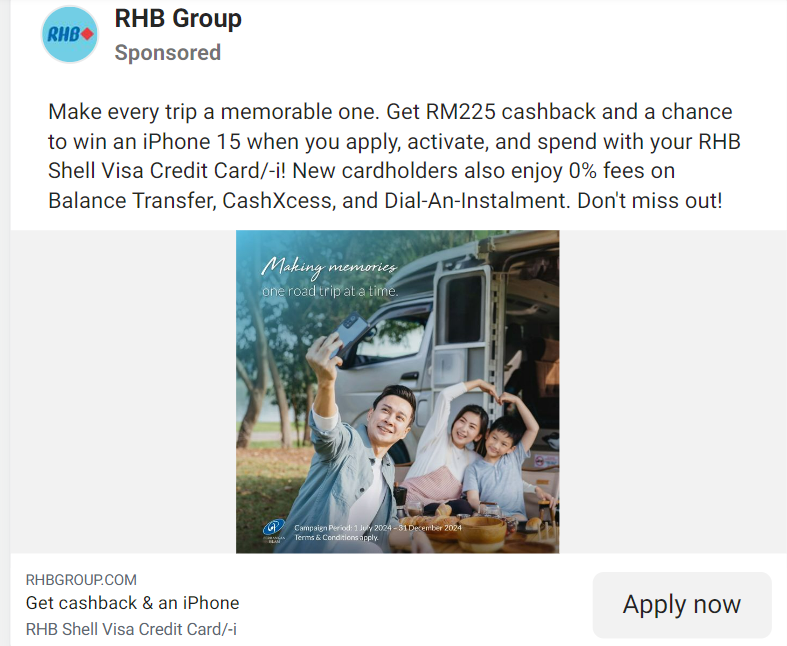 RHB
RHB Group
Sponsored
Make every trip a memorable one. Get RM225 cashback and a chance
to win an iPhone 15 when you apply, activate, and spend with your RHB
Shell Visa Credit Card/-i! New cardholders also enjoy 0% fees on
Balance Transfer, CashXcess, and Dial-An-Instalment. Don't miss out!
Making memories
one road trip at a time.
Campaign Period: 1 July 2024 – 31 December 2024
Terms & Conditions apply.
RHBGROUP.COM
Get cashback & an iPhone
RHB Shell Visa Credit Card/-i
Apply now